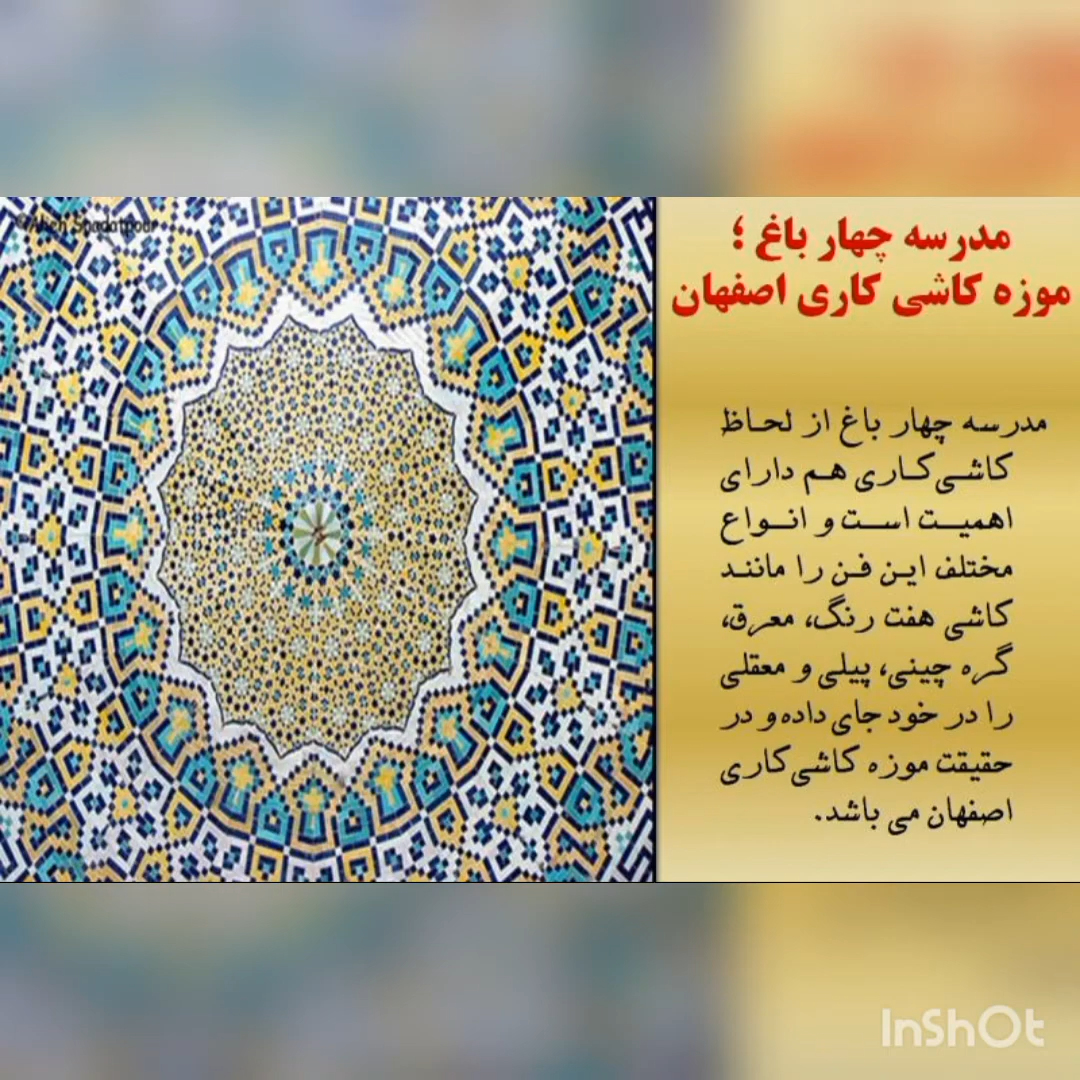 مدرسه چهار باغ ؛
موزه کاشی کاری اصفهان
مدرسه چهار باغ از لحاظ
کاشی‌کاری هم دارای
اهمیت است و انواع
مختلف این فن را مانند
کاشی هفت رنگ، معرق،
گره چینی، پیلی و معقلی
را در خود جای داده و در
حقیقت موزه کاشی‌کاری
اصفهان می باشد.
InShOt